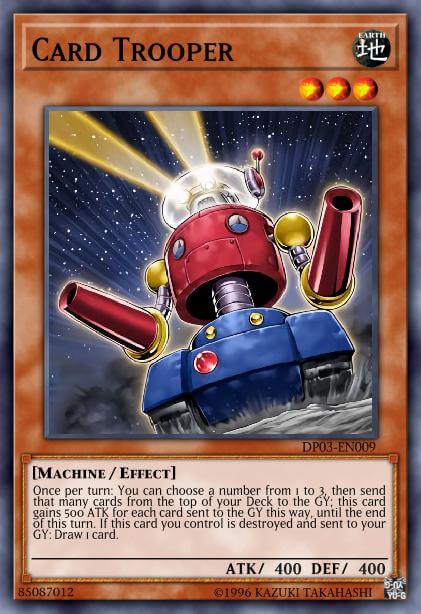 CARD TROOPER
EARTH
地
DP03-EN009
[MACHINE / EFFECT]
Once per turn: You can choose a number from 1 to 3, then send
that many cards from the top of your Deck to the GY; this card
gains 500 ATK for each card sent to the GY this way, until the end
of this turn. If this card you control is destroyed and sent to your
GY: Draw 1 card.
ATK/ 400 DEF/ 400
85087012
©1996 KAZUKI TAKAHASHI